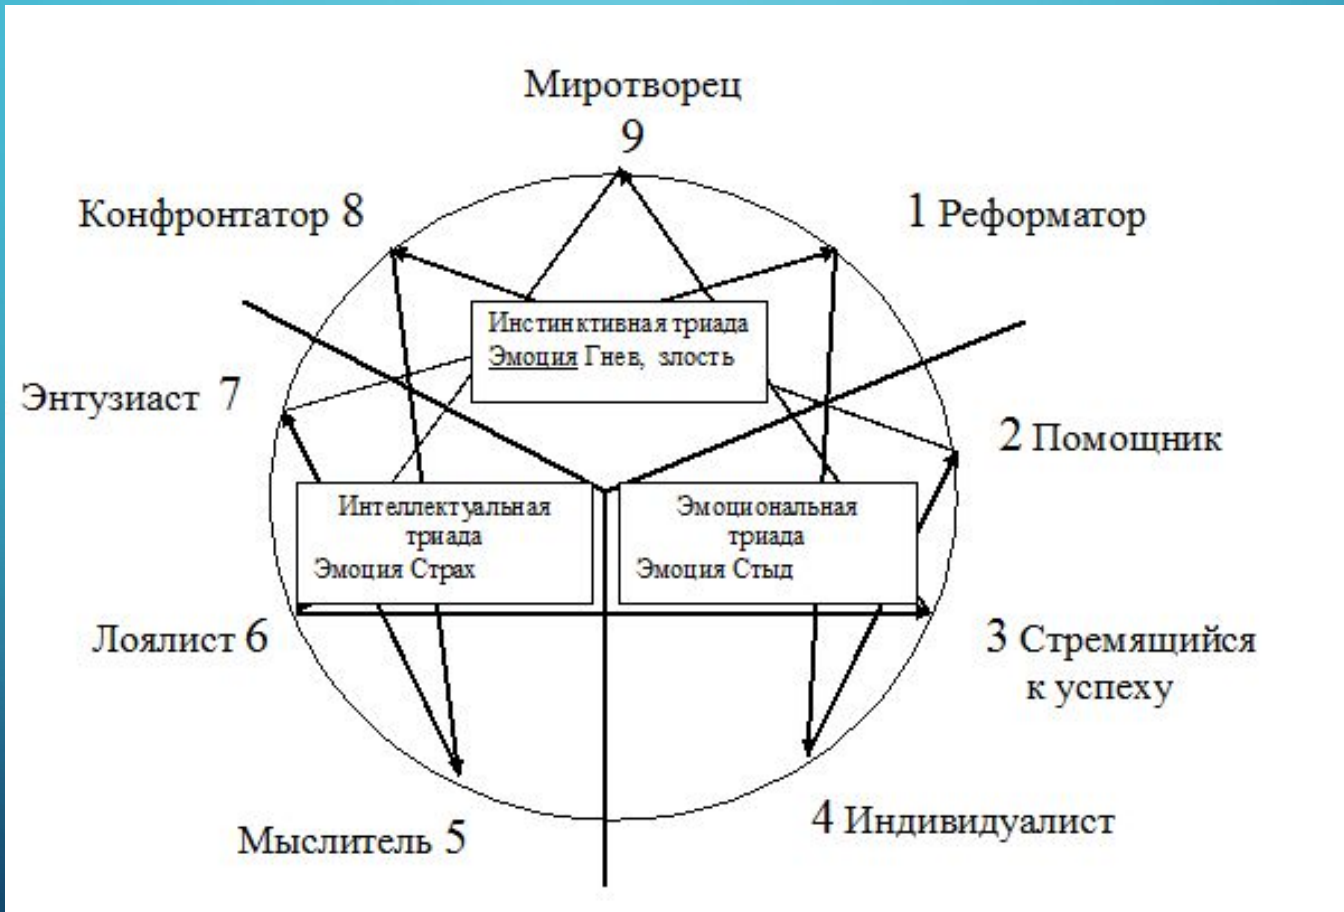 Миротворец
9
Конфронтатор 8
1 Реформатор
Инстинктивная триада
Эмоция Гнев, злость
Энтузиаст 7
2 Помощник
Интеллектуальная
триада
Эмоция Страх
Эмоциональная
триада
Эмоция Стыд
Лоялист 6
3 Стремящийся
к успеху
Мыслитель 5
4 Индивидуалист